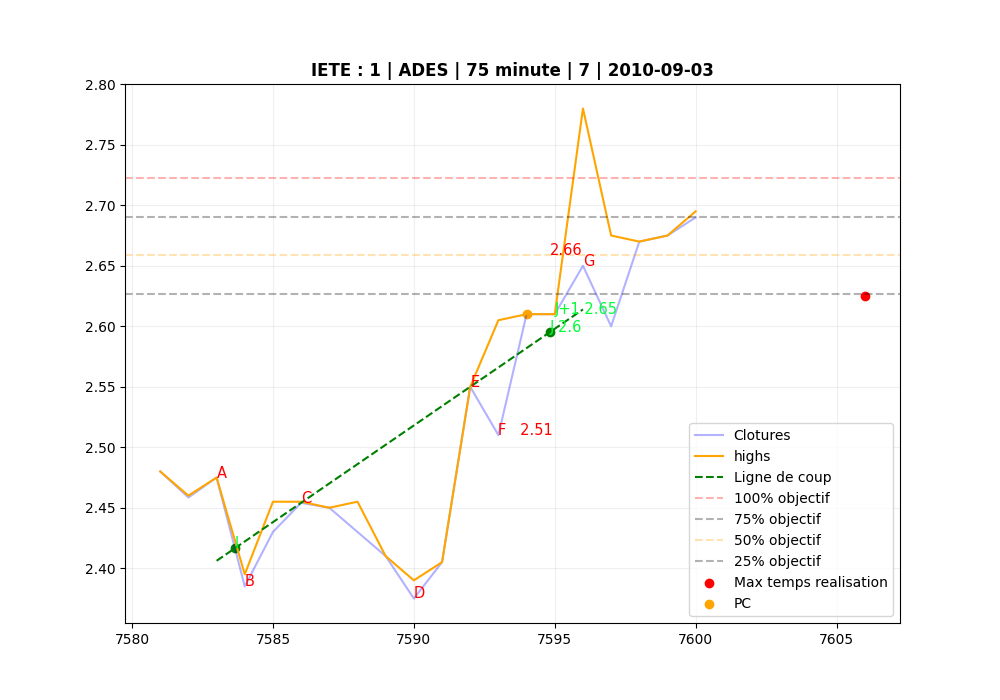 IETE : 1 | ADES | 75 minute | 7 | 2010-09-03
2.80
2.75
2.70
2.65
2.60
2.55
2.50
2.45
2.40
2.66
G
J+1 2.65
2.6
E
F 2.51
A
C
B
D
Clotures
highs
Ligne de coup
100% objectif
75% objectif
50% objectif
25% objectif
Max temps realisation
PC
7580 7585 7590 7595 7600 7605